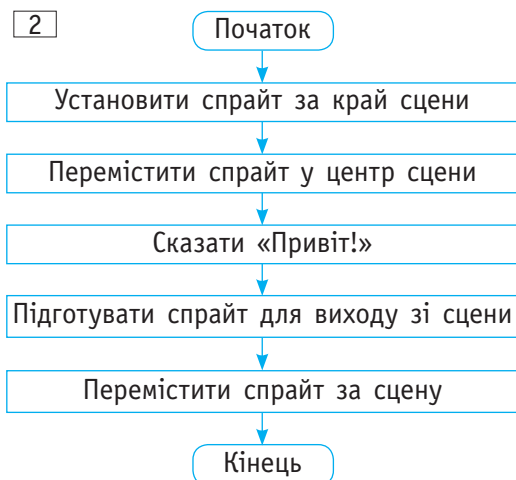 2
Початок
Установити спрайт за край сцени
Перемістити спрайт у центр сцени
Сказати «Привіт!»
Підготувати спрайт для виходу зі сцени
Перемістити спрайт за сцену
Кінець